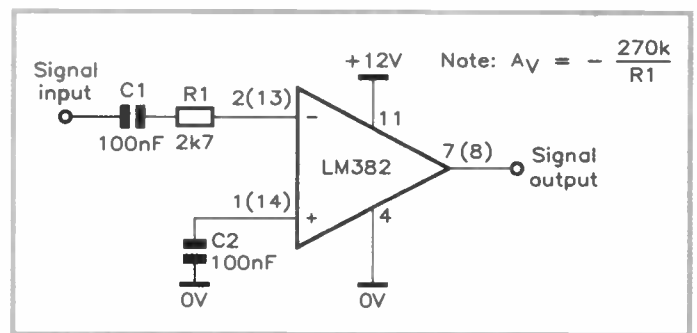 Signal
input
C1
100nF
R1
2k7
2(13)
1(14)
C2
100nF
0V
−
+
LM382
+12V
11
4
0V
7(8)
Signal
output
Note: AV = - 270k
R1